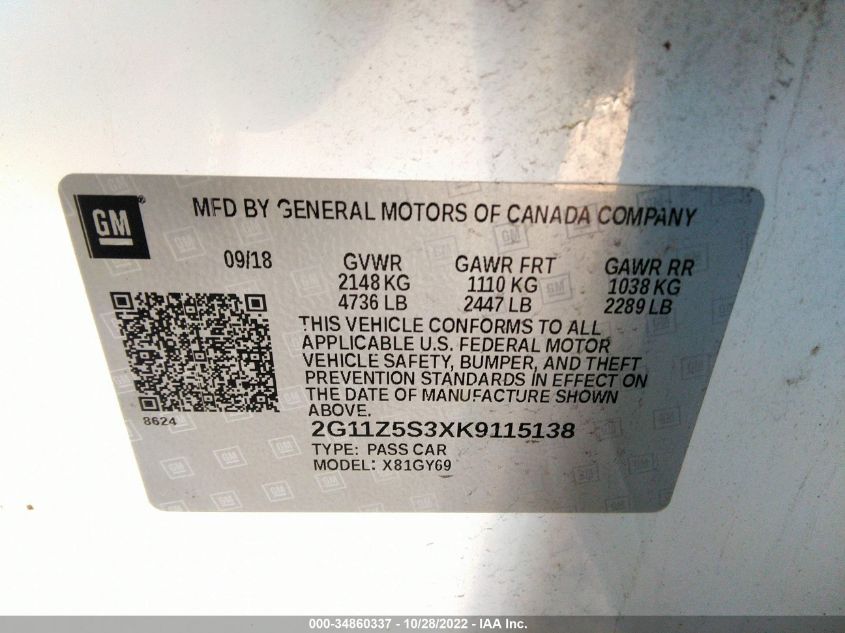 GM
MFD BY GENERAL MOTORS OF CANADA COMPANY
09/18 GVWR GAWR FRT GAWR RR
2148 KG 1110 KG 1038 KG
4736 LB 2447 LB 2289 LB
THIS VEHICLE CONFORMS TO ALL
APPLICABLE U.S. FEDERAL MOTOR
VEHICLE SAFETY, BUMPER, AND THEFT
PREVENTION STANDARDS IN EFFECT ON
THE DATE OF MANUFACTURE SHOWN
ABOVE.
8624
2G11Z5S3XK9115138
TYPE: PASS CAR
MODEL: X81GY69
000-34860337 - 10/28/2022 - IAA Inc.